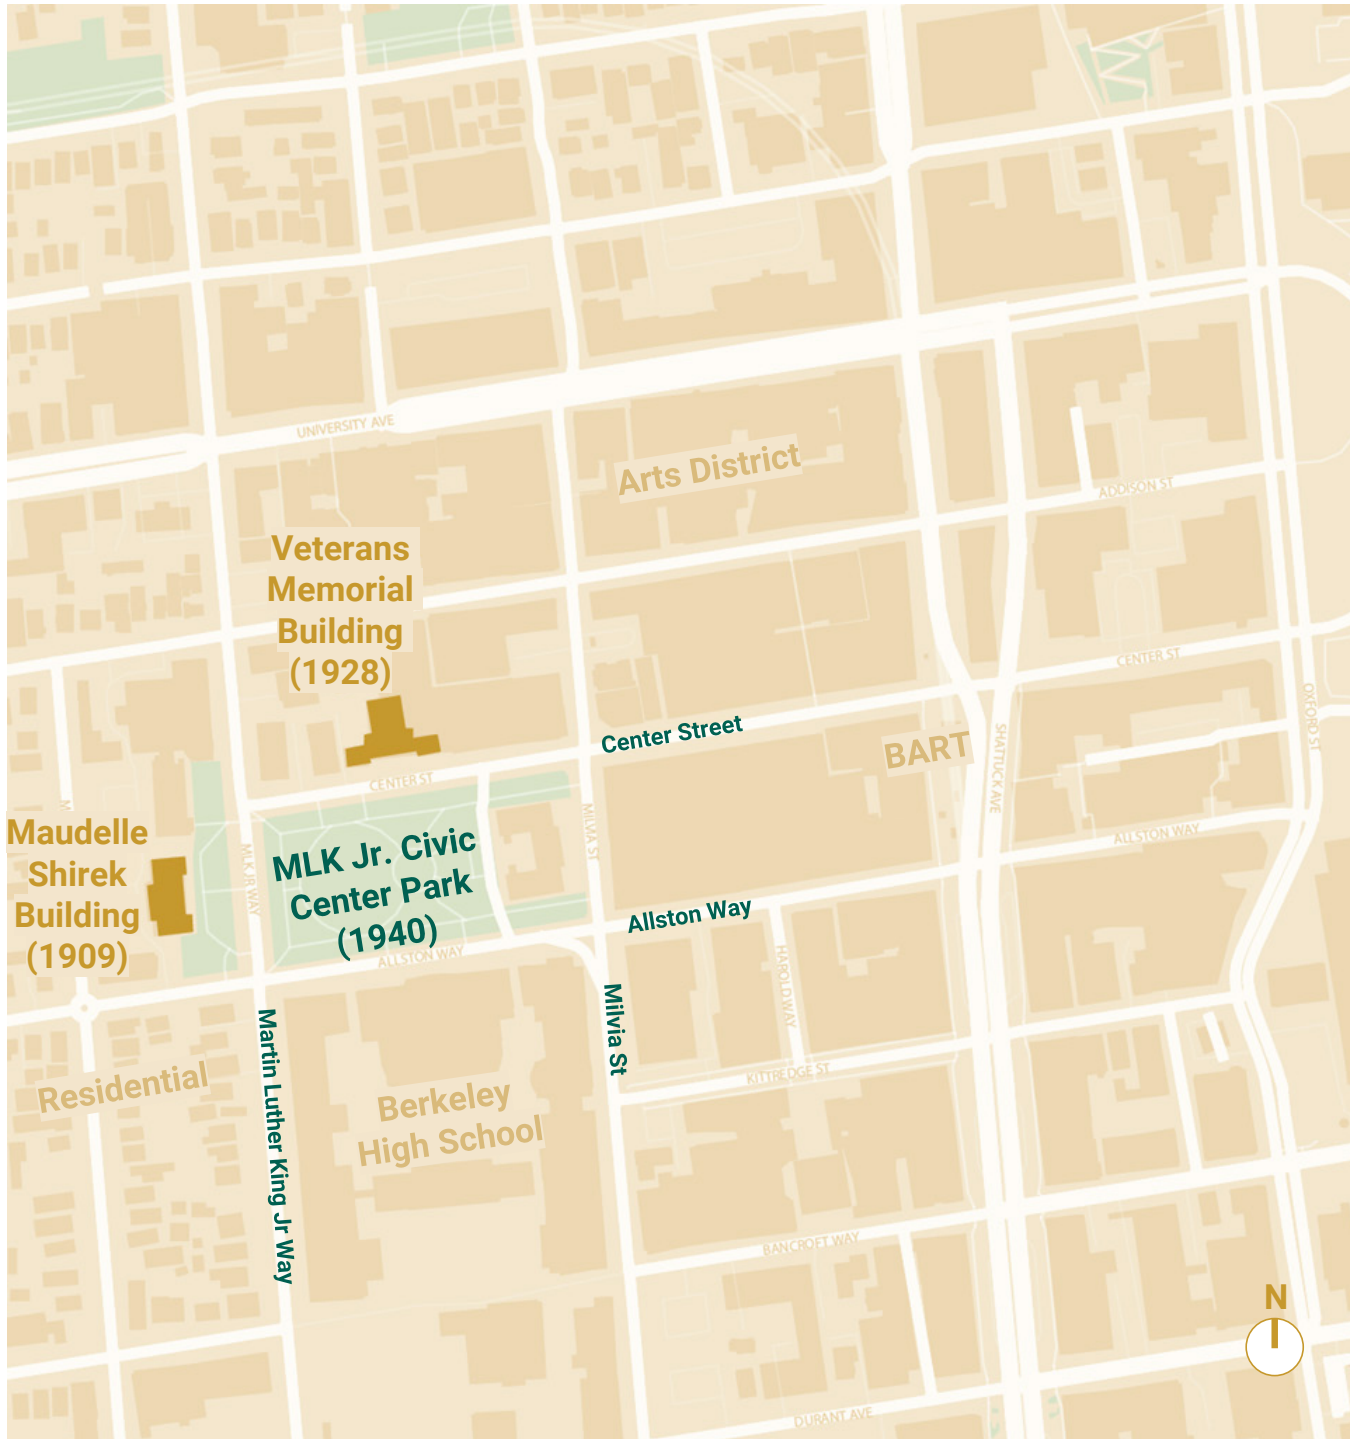 UNIVERSITY AVE
Arts District
ADDISON ST
Veterans
Memorial
Building
(1928)
CENTER ST
OXFORD ST
Center Street
BART
SHATTUCK AVE
CENTER ST
M
MILVIA ST
ALLSTON WAY
Maudelle
Shirek
Building
(1909)
MLK JR WAY
MLK Jr. Civic
Center Park
(1940)
Allston Way
ALLSTON WAY
HAROLD WAY
Milvia St
Martin Luther King Jr Way
KITTREDGE ST
Residential
Berkeley
High School
BANCROFT WAY
N
DURANT AVE